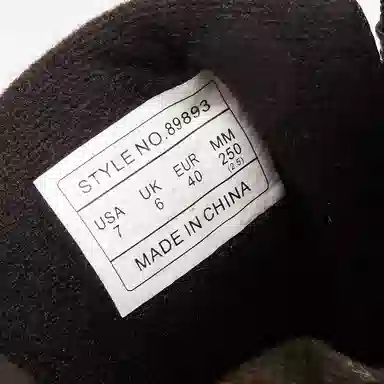 STYLE NO.89893
USA UK EUR MM
7 6 40 250
(2.5)
MADE IN CHINA